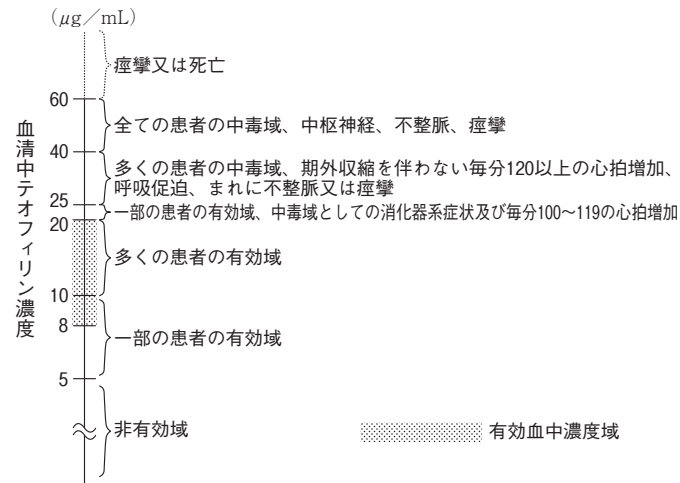 (μg／mL)
痙攣又は死亡
60
全ての患者の中毒域、中枢神経、不整脈、痙攣
40
多くの患者の中毒域、期外収縮を伴わない毎分120以上の心拍増加、
呼吸促迫、まれに不整脈又は痙攣
25
一部の患者の有効域、中毒域としての消化器系症状及び毎分100～119の心拍増加
20
多くの患者の有効域
10
8
一部の患者の有効域
5
非有効域
有効血中濃度域
血清中テオフィリン濃度